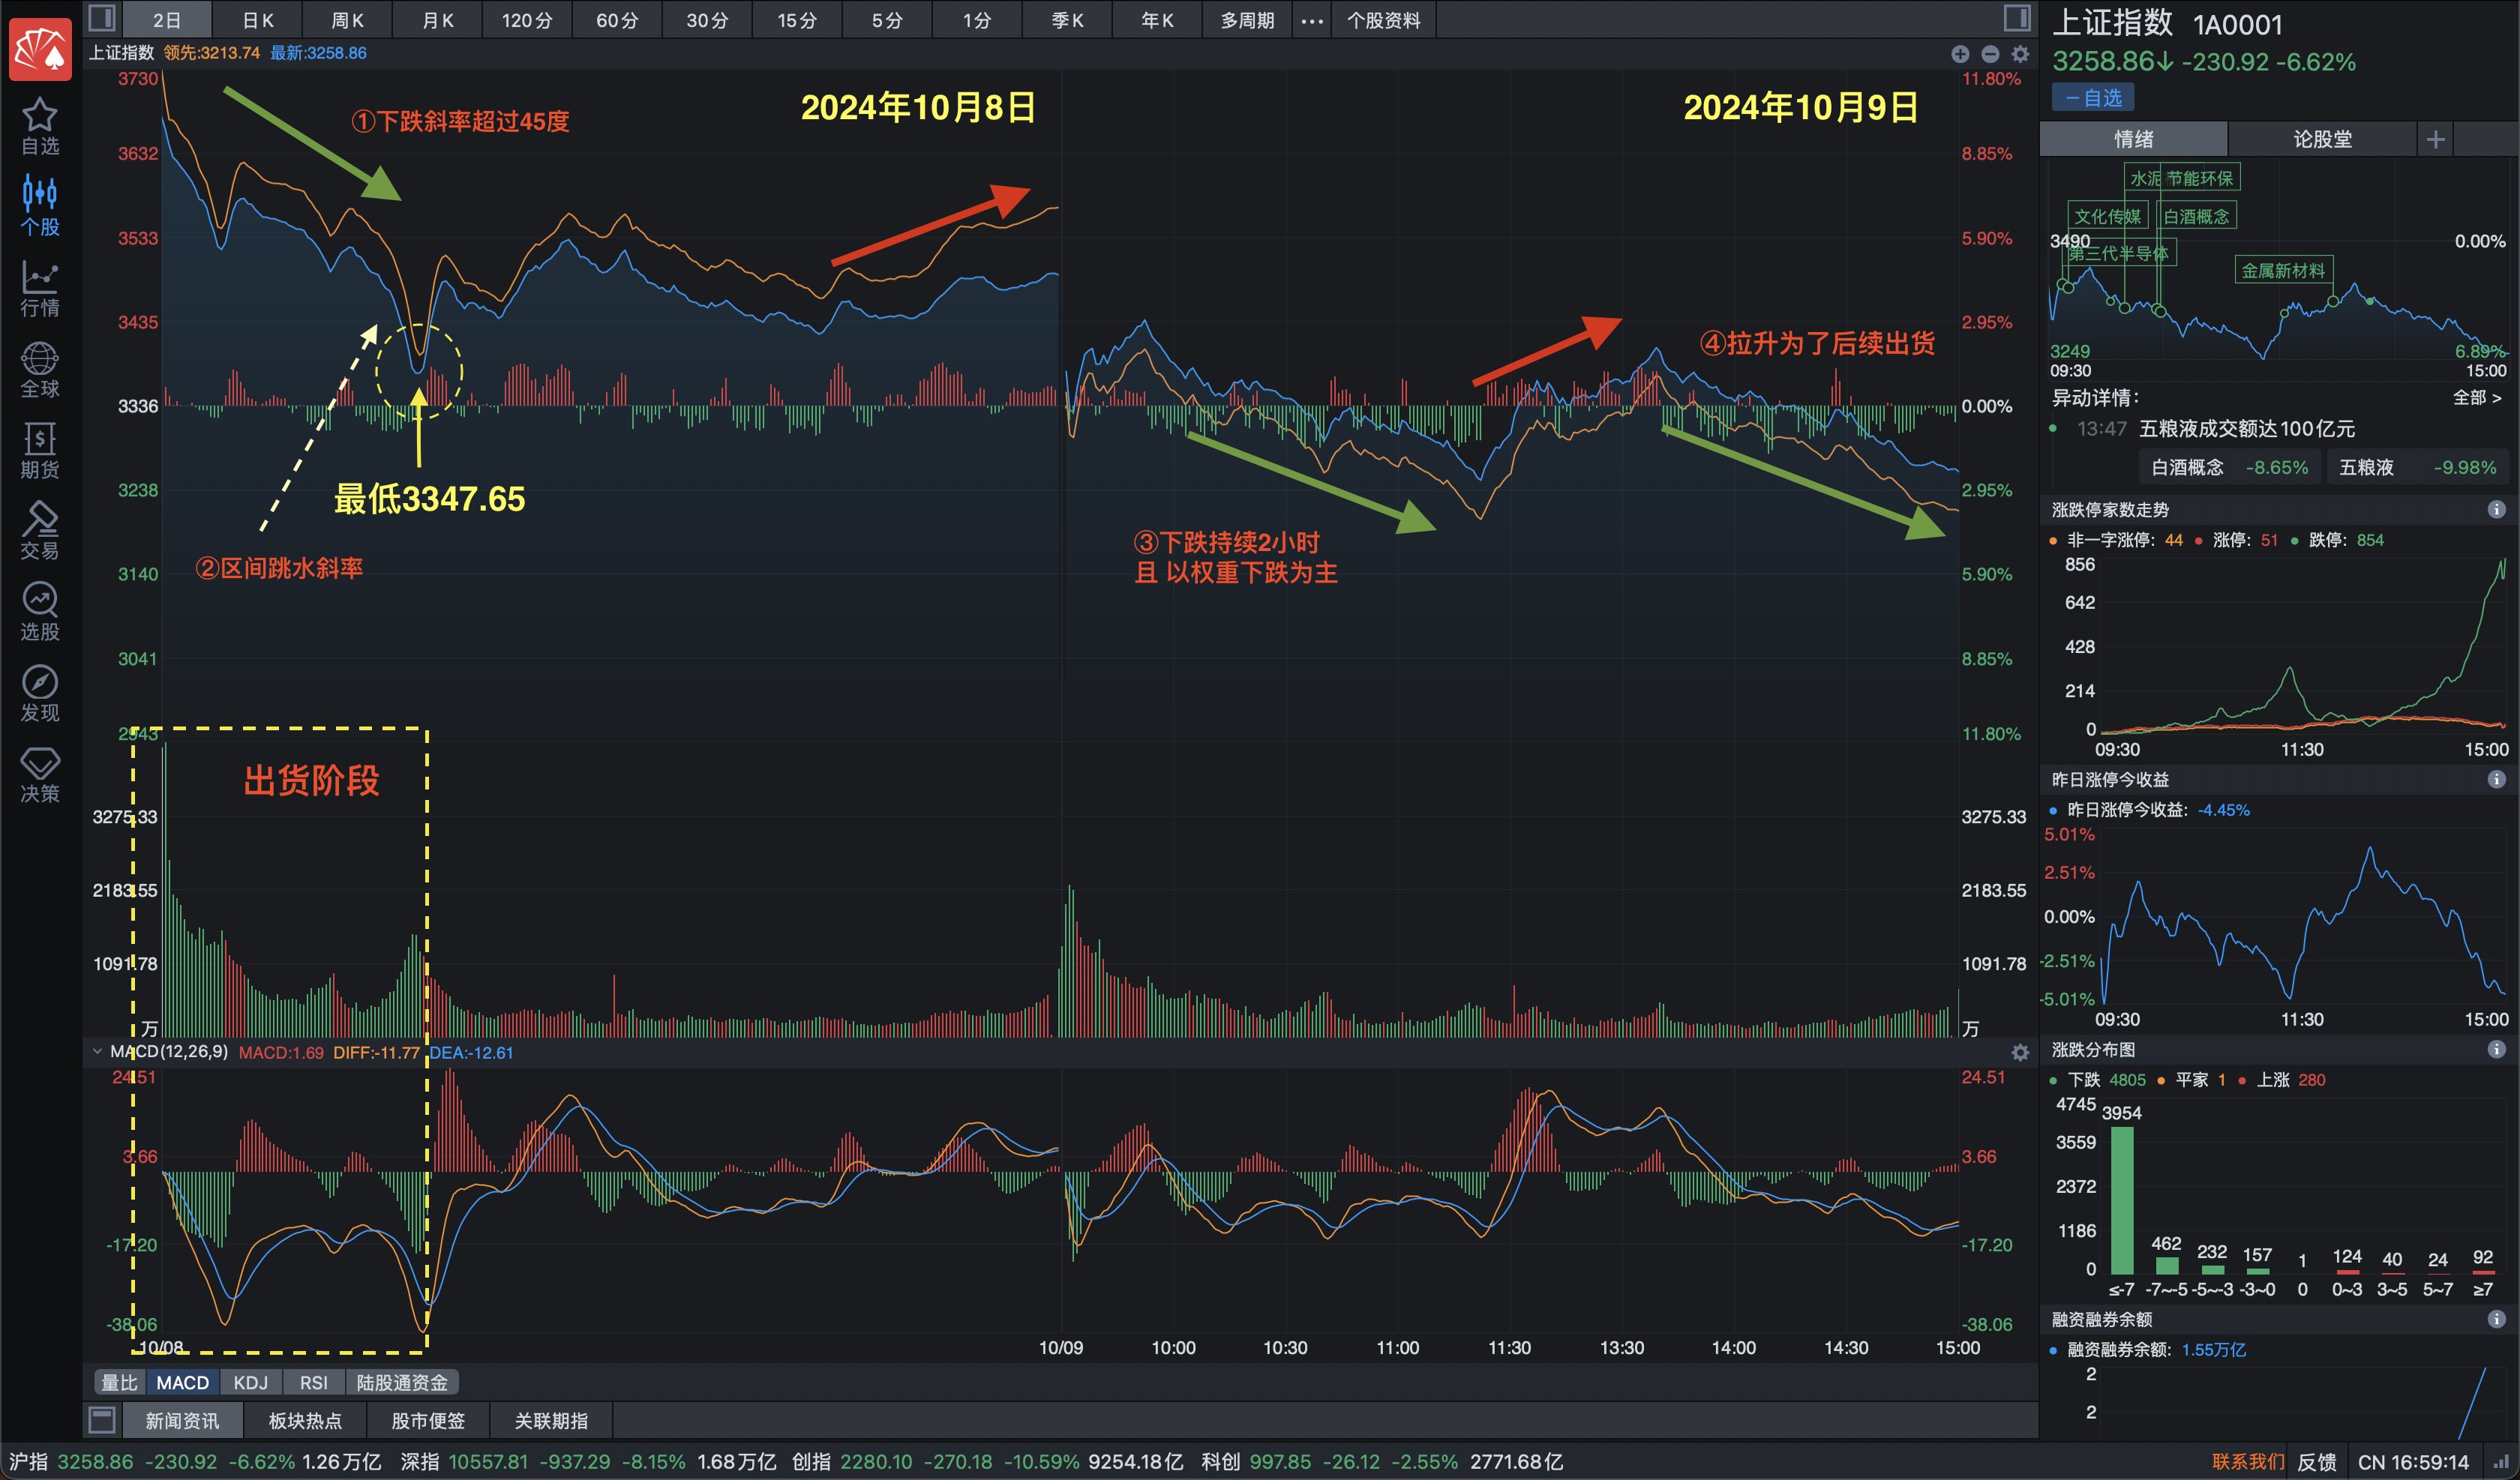 2日 日K 周K 月K 120分 60分 30分 15分 5分 1分 季K 年K 多周期 ··· 个股资料
上证指数 领先:3213.74 最新:3258.86
自选
个股
行情
全球
期货
交易
选股
发现
决策
3730
3632
3533
3435
3336
3238
3140
3041
2943
3275.33
2183.55
1091.78
万
11.80%
8.85%
5.90%
2.95%
0.00%
2.95%
5.90%
8.85%
11.80%
3275.33
2183.55
1091.78
万
①下跌斜率超过45度
2024年10月8日
2024年10月9日
最低3347.65
②区间跳水斜率
③下跌持续2小时
且 以权重下跌为主
④拉升为了后续出货
出货阶段
MACD(12,26,9) MACD:1.69 DIFF:-11.77 DEA:-12.61
24.51
3.66
-17.20
-38.06
24.51
3.66
-17.20
-38.06
10/08 10/09 10:00 10:30 11:00 11:30 13:30 14:00 14:30 15:00
量比 MACD KDJ RSI 陆股通资金
新闻资讯 板块热点 股市便签 关联期指
上证指数 1A0001
3258.86↓ -230.92 -6.62%
－自选
情绪 论股堂 +
水泥 节能环保
文化传媒 白酒概念
3490 0.00%
第三代半导体
金属新材料
3249 6.89%
09:30 15:00
异动详情: 全部 >
13:47 五粮液成交额达100亿元
白酒概念 -8.65% 五粮液 -9.98%
涨跌停家数走势
非一字涨停: 44 涨停: 51 跌停: 854
856
642
428
214
0
09:30 11:30 15:00
昨日涨停今收益
昨日涨停今收益: -4.45%
5.01%
2.51%
0.00%
-2.51%
-5.01%
09:30 11:30 15:00
涨跌分布图
下跌 4805 平家 1 上涨 280
4745
3559
2372
1186
0
3954 462 232 157 1 124 40 24 92
≤-7 -7~-5 -5~-3 -3~0 0 0~3 3~5 5~7 ≥7
融资融券余额
融资融券余额: 1.55万亿
2
2
沪指 3258.86 -230.92 -6.62% 1.26万亿 深指 10557.81 -937.29 -8.15% 1.68万亿 创指 2280.10 -270.18 -10.59% 9254.18亿 科创 997.85 -26.12 -2.55% 2771.68亿 联系我们 反馈 CN 16:59:14